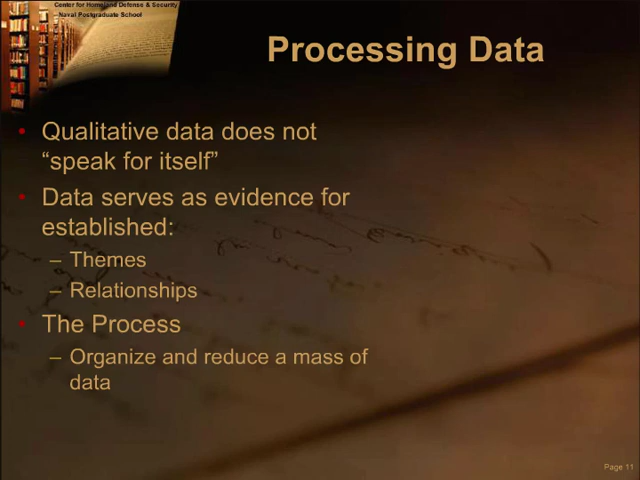 Center for Homeland Defense & Security
Naval Postgraduate School
Processing Data
• Qualitative data does not
“speak for itself”
• Data serves as evidence for
established:
– Themes
– Relationships
• The Process
– Organize and reduce a mass of
data
Page 11